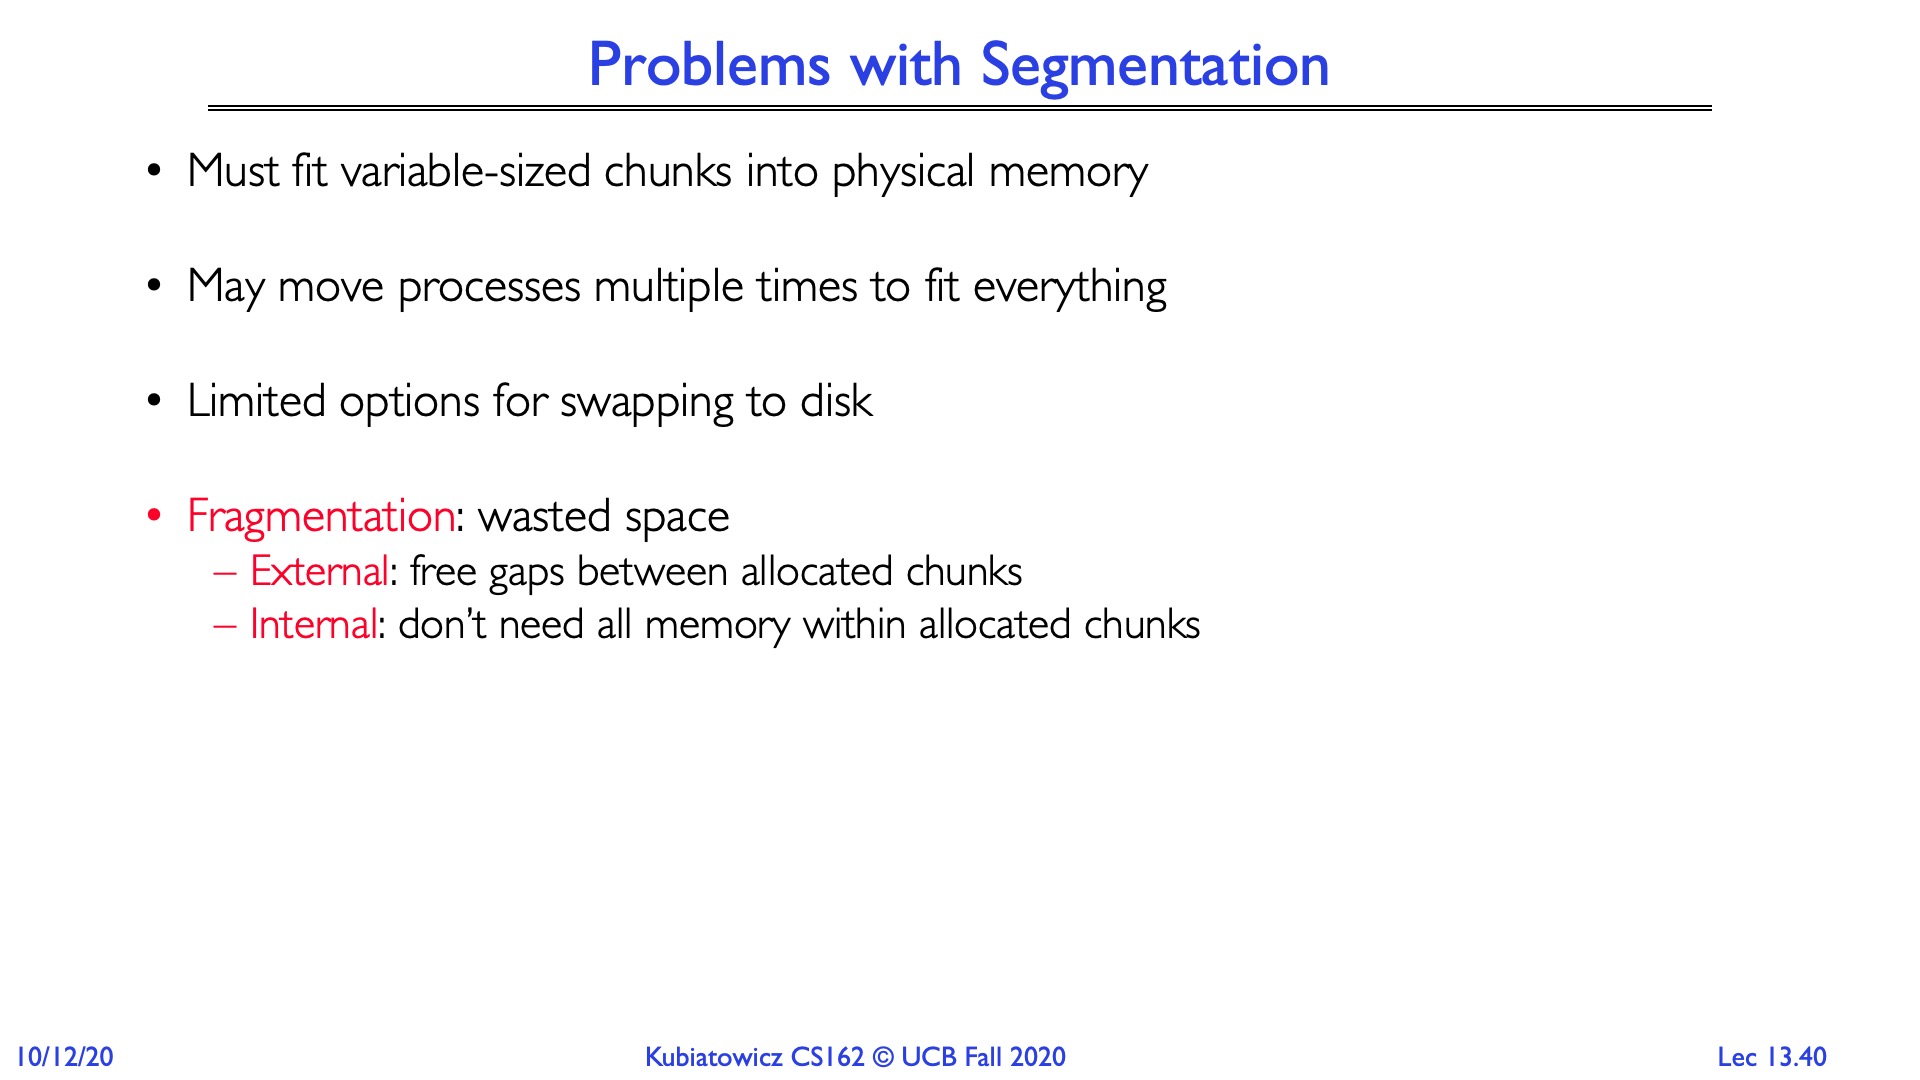 Problems with Segmentation
• Must fit variable-sized chunks into physical memory
• May move processes multiple times to fit everything
• Limited options for swapping to disk
• Fragmentation: wasted space
– External: free gaps between allocated chunks
– Internal: don’t need all memory within allocated chunks
10/12/20
Kubiatowicz CS162 © UCB Fall 2020
Lec 13.40